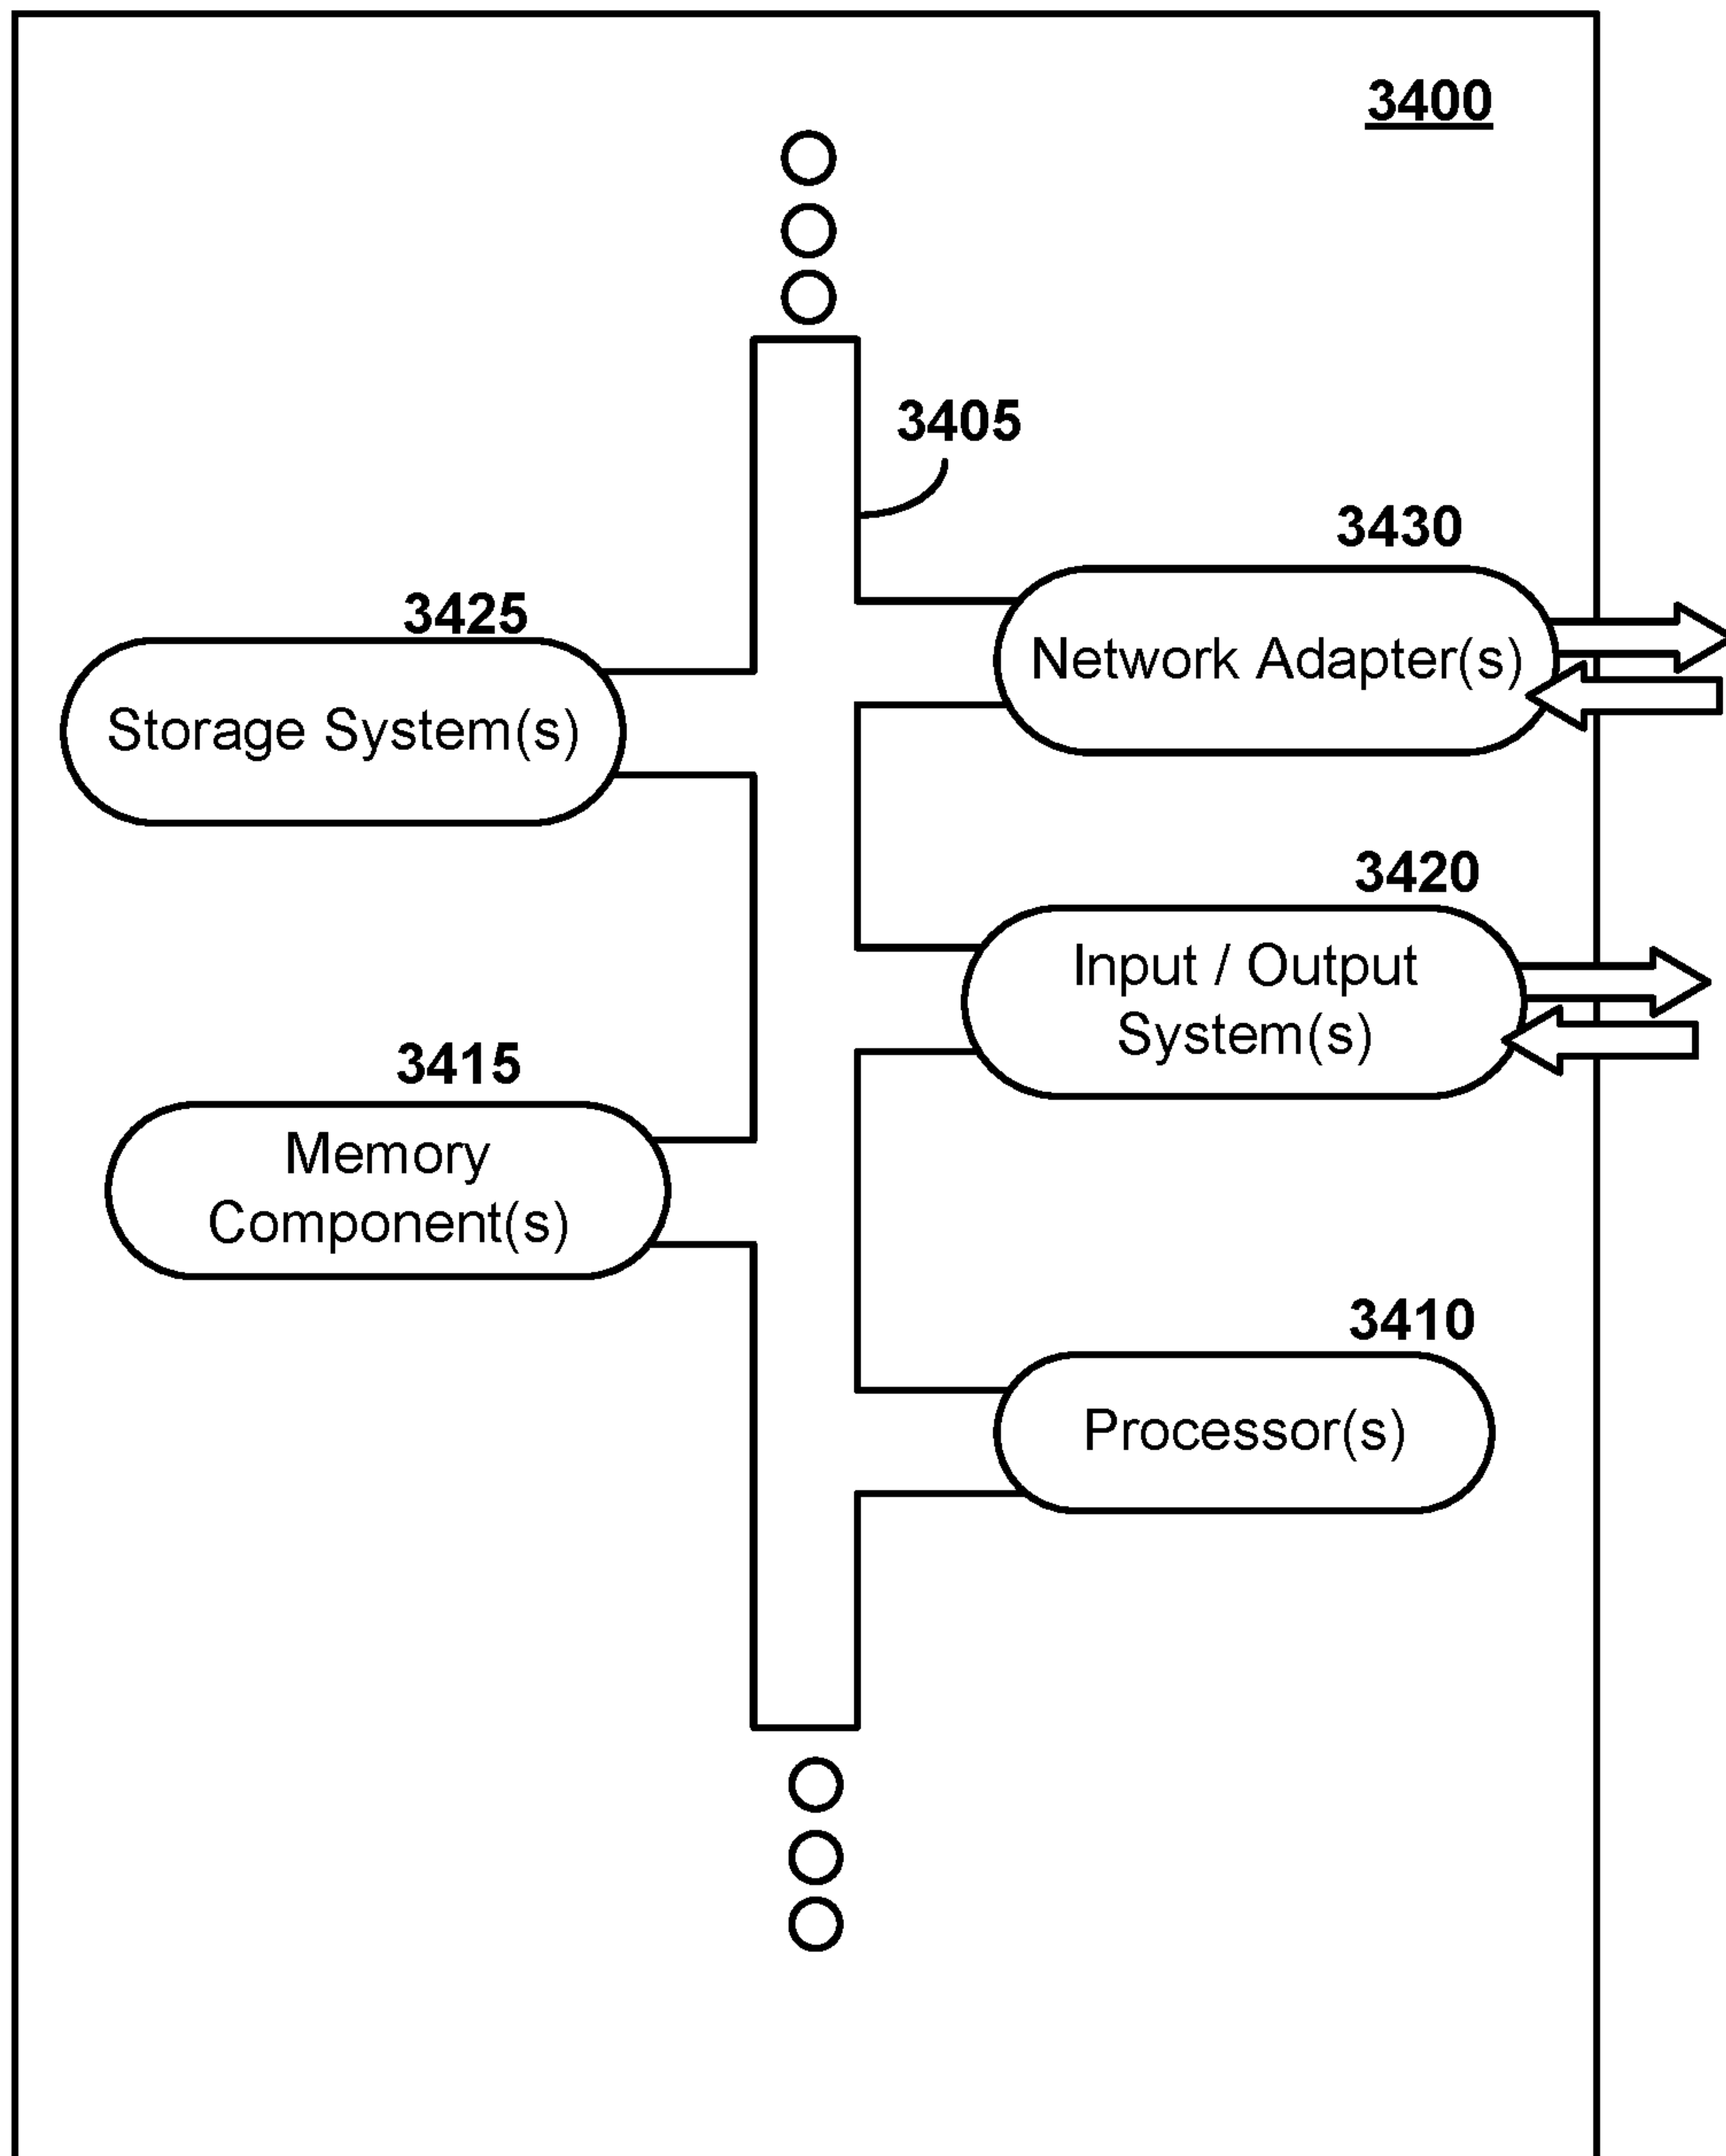 3400
3405
3430
Network Adapter(s)
3425
Storage System(s)
3420
Input / Output
System(s)
3415
Memory
Component(s)
3410
Processor(s)